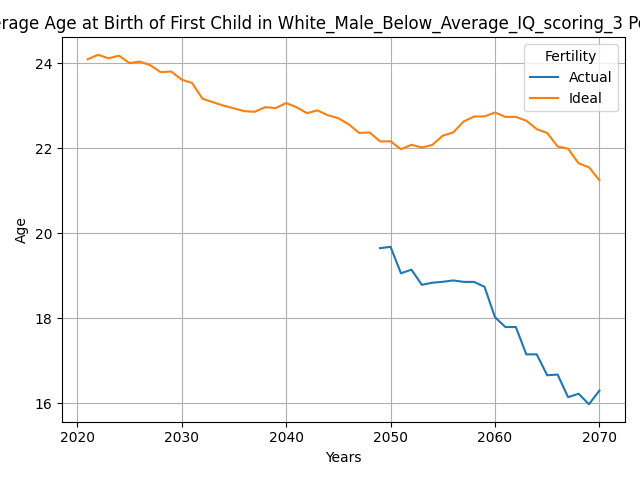 erage Age at Birth of First Child in White_Male_Below_Average_IQ_scoring_3 Po
Fertility
Actual
Ideal
24
22
20
18
16
Age
2020
2030
2040
2050
2060
2070
Years